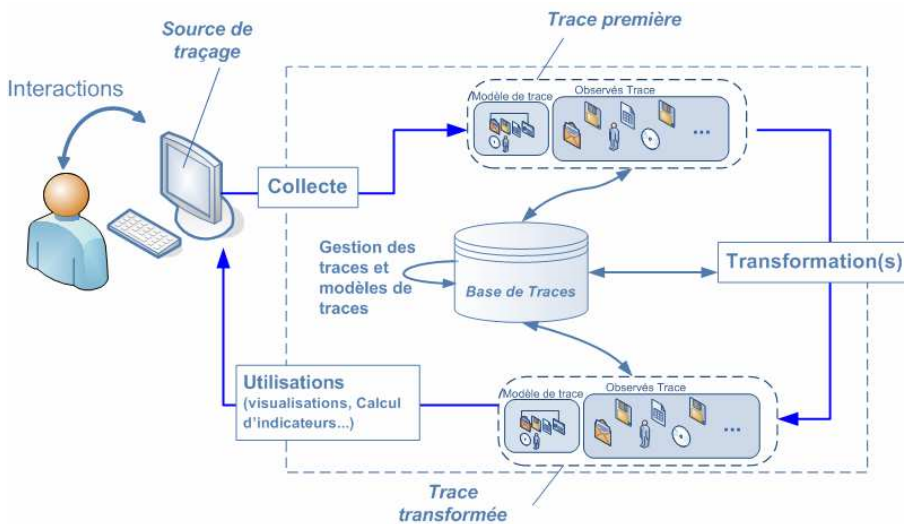 Source de
traçage
Trace première
Interactions
Modèle de trace
Observés Trace
...
Collecte
Gestion des
traces et
modèles de
traces
Base de Traces
Transformation(s)
Utilisations
(visualisations, Calcul
d'indicateurs...)
Modèle de trace
Observés Trace
...
Trace
transformée